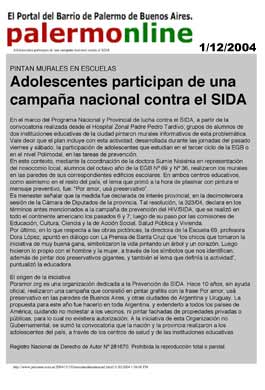 El Portal del Barrio de Palermo de Buenos Aires.
palermonline
1/12/2004
Adolescentes participan de una campaña nacional contra el SIDA
PINTAN MURALES EN ESCUELAS
Adolescentes participan de una
campaña nacional contra el SIDA
En el marco del Programa Nacional y Provincial de lucha contra el SIDA, a partir de la
convocatoria realizada desde el Hospital Zonal Padre Pedro Tardivo; grupos de alumnos de
dos instituciones educativas de la ciudad pintaron murales informativos de esta problemática.
Vale decir que el plan incluye con esta actividad, desarrollada durante las jornadas del pasado
viernes y sábado, la participación de adolescentes que estudian en el tercer ciclo de la EGB o
en el nivel Polimodal, en las tareas de prevención.
En este contexto, mediante la coordinación de la doctora Sumie Nolashita en representación
del nosocomio local, alumnos del octavo año de la EGB Nº 69 y Nº 36, realizaron los murales
en las paredes de sus correspondientes edificios escolares. En ambos centros educativos,
como asimismo en el resto del país, el lema que primó a la hora de plasmar con pintura el
mensaje preventivo, fue: "Por amor, usá preservativo".
Es menester señalar que la medida fue declarada de interés provincial, en la decimotercera
sesión de la Cámara de Diputados de la provincia. Tal resolución, la 323/04, declara en los
términos antes mencionados a la campaña de prevención del HIV/SIDA, que se realizó en
todo el continente americano los pasados 6 y 7; luego de su paso por las comisiones de
Educación, Cultura, Ciencia y la de Acción Social, Salud Pública y Vivienda.
Por último, en lo que respecta a las obras pictóricas, la directora de la Escuela 69, professora
Dora López, apuntó en diálogo con La Prensa de Santa Cruz que "los chicos que tomaron la
iniciativa de muy buena gana, simbolizaron la vida pintando un árbol y un corazón. Luego
hicieron lo propio con el hombre y la mujer, a través de los símbolos que nos identifican;
además de pintar dos preservativos gigantes, y también el lema que definía la actividad",
puntualizó la educadora.
El origen de la iniciativa
Poramor.org es una organización dedicada a la Prevención de SIDA. Hace 10 años, sin ayuda
oficial, realizaron una campaña que consistió en pintar grafitis con la frase Por amor, usá
preservativo en las paredes de Buenos Aires, y otras ciudades de Argentina y Uruguay. La
propuesta para este año fue hacerlo en toda Argentina, y extenderlo a todos los países de
América, cuidando no molestar a los vecinos, ni pintar fachadas de propiedades privadas o
públicas, para lo cual no exisitiera autorización. A la iniciativa de esta Organización No
Gubernamental, se sumó la convocatoria que la nación y la provincia realizaron a los
adolescentes del país, a través de centros de salud y de las instituciones educativas
Registro Nacional de Derecho de Autor Nº 281670. Prohibida la reproducción total o parcial.